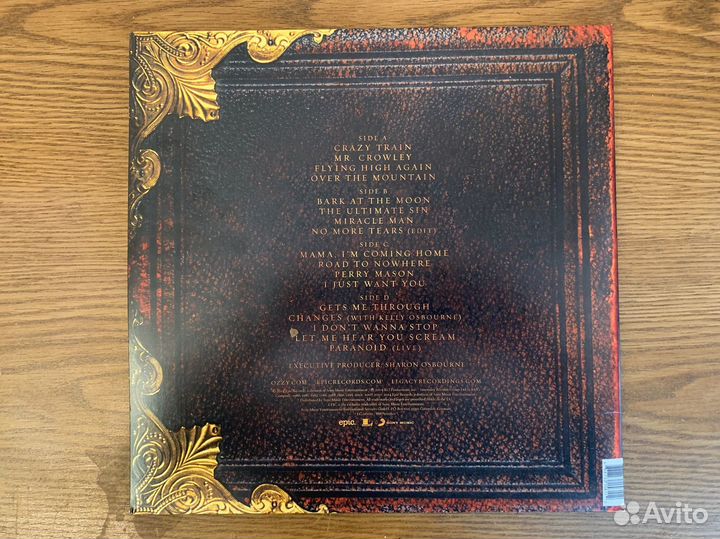 SIDE A
CRAZY TRAIN
MR. CROWLEY
FLYING HIGH AGAIN
OVER THE MOUNTAIN
SIDE B
BARK AT THE MOON
THE ULTIMATE SIN
MIRACLE MAN
NO MORE TEARS (EDIT)
SIDE C
MAMA, I'M COMING HOME
ROAD TO NOWHERE
PERRY MASON
I JUST WANT YOU
SIDE D
GETS ME THROUGH
CHANGES (WITH KELLY OSBOURNE)
I DON'T WANNA STOP
LET ME HEAR YOU SCREAM
PARANOID (LIVE)
EXECUTIVE PRODUCER: SHARON OSBOURNE
OZZY.COM EPICRECORDS.COM LEGACYRECORDINGS.COM
epic. SONY MUSIC
Avito